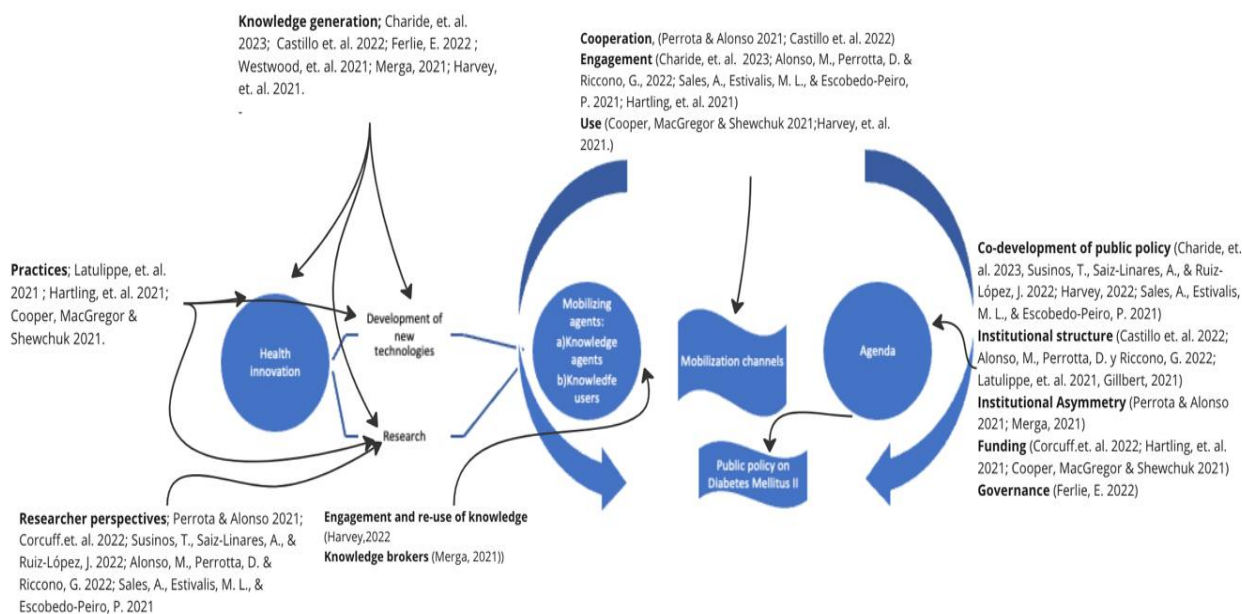 Knowledge generation; Charide, et. al.
2023;  Castillo et. al. 2022; Ferlie, E. 2022 ;
Westwood, et. al. 2021; Merga, 2021; Harvey,
et. al. 2021.
-
Cooperation, (Perrota & Alonso 2021; Castillo et. al. 2022)
Engagement (Charide, et. al.  2023; Alonso, M., Perrotta, D. &
Riccono, G., 2022; Sales, A., Estivalis, M. L., & Escobedo-Peiro,
P. 2021; Hartling, et. al. 2021)
Use (Cooper, MacGregor & Shewchuk 2021;Harvey, et. al.
2021.)
Practices; Latulippe, et. al.
2021 ; Hartling, et. al. 2021;
Cooper, MacGregor &
Shewchuk 2021.
Health
innovation
Development of
new
technologies
Research
Mobilizing
agents:
a)Knowledge
agents
b)Knowledfe
users
Mobilization channels
Agenda
Public policy on
Diabetes Mellitus II
Co-development of public policy (Charide, et.
al. 2023, Susinos, T., Saiz-Linares, A., & Ruiz-
López, J. 2022; Harvey, 2022; Sales, A., Estivalis,
M. L., & Escobedo-Peiro, P. 2021)
Institutional structure (Castillo et. al. 2022;
Alonso, M., Perrotta, D. y Riccono, G. 2022;
Latulippe, et. al. 2021, Gillbert, 2021)
Institutional Asymmetry (Perrota & Alonso
2021; Merga, 2021)
Funding (Corcuff.et. al. 2022; Hartling, et. al.
2021; Cooper, MacGregor & Shewchuk 2021)
Governance (Ferlie, E. 2022)
Researcher perspectives; Perrota & Alonso 2021;
Corcuff.et. al. 2022; Susinos, T., Saiz-Linares, A., &
Ruiz-López, J. 2022; Alonso, M., Perrotta, D. &
Riccono, G. 2022; Sales, A., Estivalis, M. L., &
Escobedo-Peiro, P. 2021
Engagement and re-use of knowledge
(Harvey,2022
Knowledge brokers (Merga, 2021))